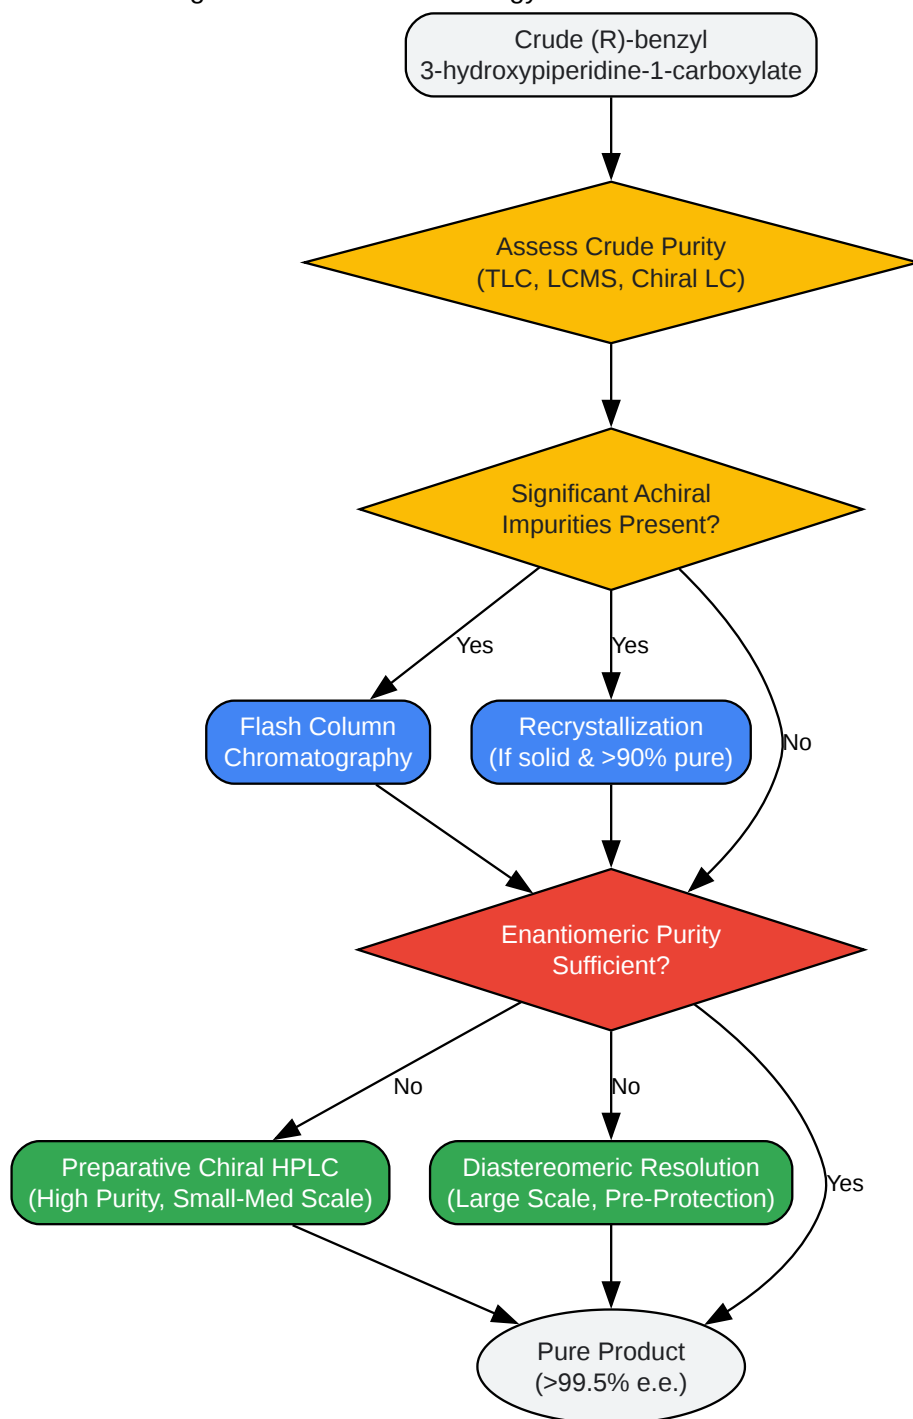 Crude (R)-benzyl
3-hydroxypiperidine-1-carboxylate
Assess Crude Purity
(TLC, LCMS, Chiral LC)
Significant Achiral
Impurities Present?
Yes
Yes
Flash Column
Chromatography
Recrystallization
(If solid & >90% pure)
No
Enantiomeric Purity
Sufficient?
No
No
Preparative Chiral HPLC
(High Purity, Small-Med Scale)
Diastereomeric Resolution
(Large Scale, Pre-Protection)
Yes
Pure Product
(>99.5% e.e.)